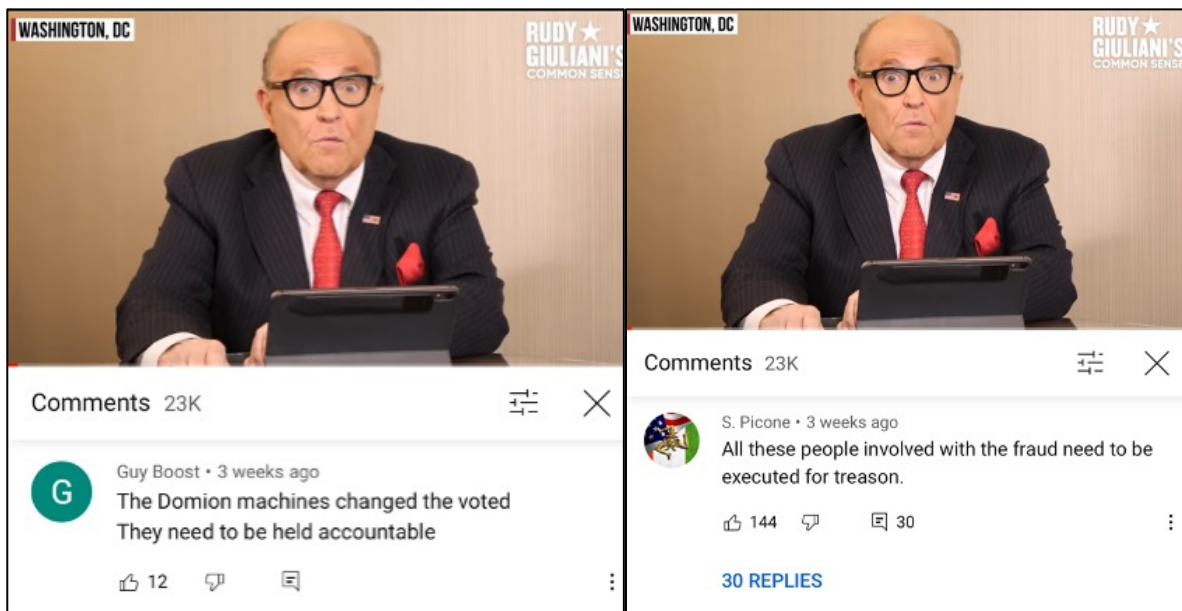 WASHINGTON, DC
RUDY★
GIULIANI'S
COMMON SENSE
Comments 23K
G
Guy Boost • 3 weeks ago
The Domion machines changed the voted
They need to be held accountable
12
WASHINGTON, DC
RUDY★
GIULIANI'S
COMMON SENSE
Comments 23K
S. Picone • 3 weeks ago
All these people involved with the fraud need to be
executed for treason.
144 30
30 REPLIES